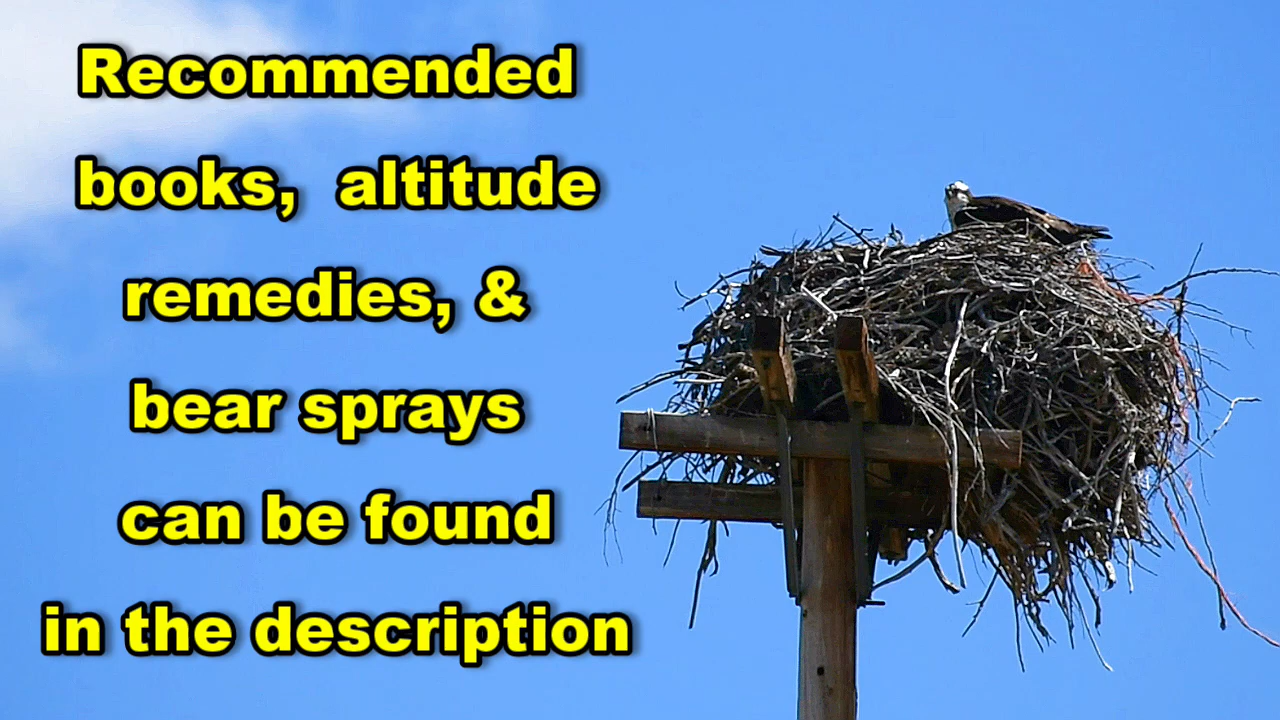 Recommended
books, altitude
remedies, &
bear sprays
can be found
in the description